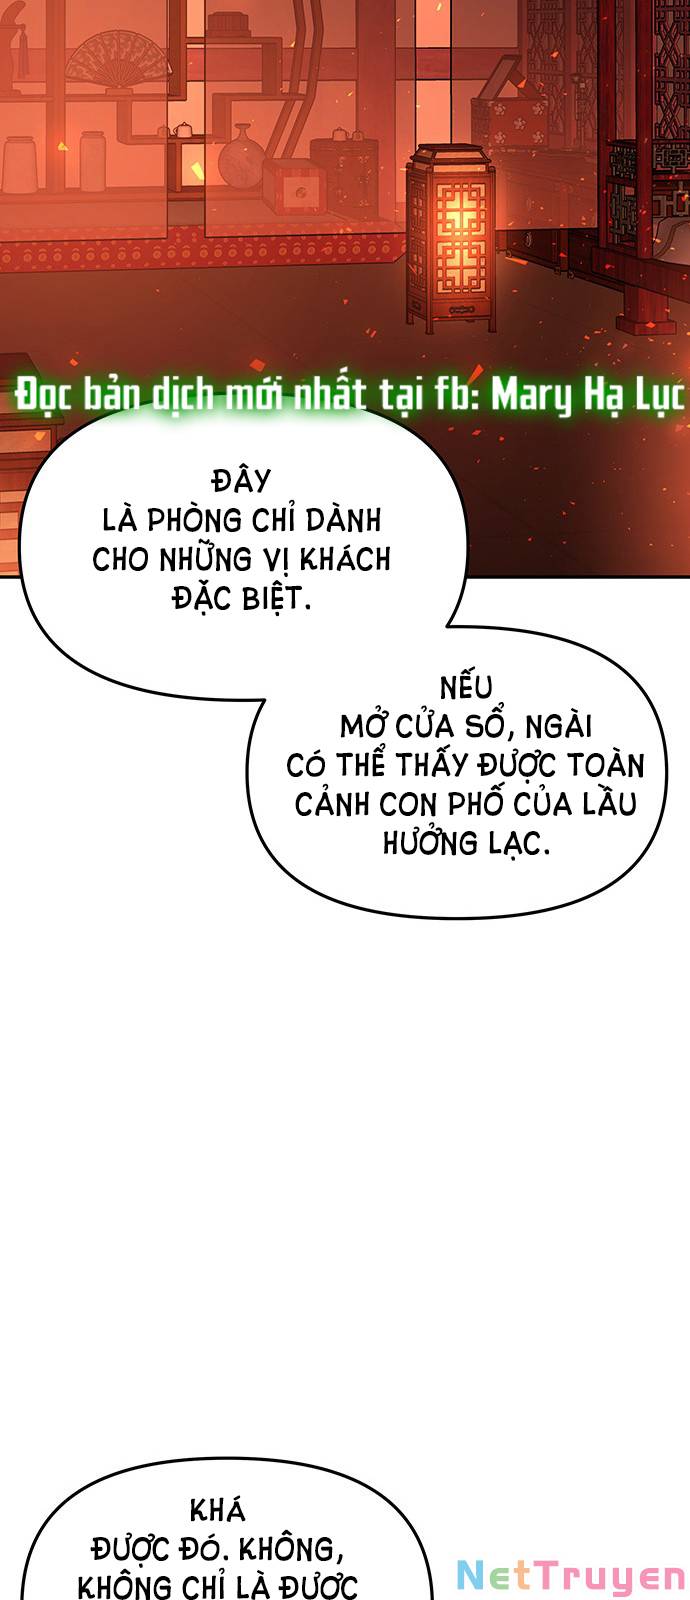 Đọc bản dịch mới nhất tại fb: Mary Hạ Lục
ĐÂY
LÀ PHÒNG CHỈ DÀNH
CHO NHỮNG VỊ KHÁCH
ĐẶC BIỆT.
NẾU
MỞ CỬA SỔ, NGÀI
CÓ THỂ THẤY ĐƯỢC TOÀN
CẢNH CON PHỐ CỦA LẦU
HƯỞNG LẠC.
KHÁ
ĐƯỢC ĐÓ. KHÔNG,
KHÔNG CHỈ LÀ ĐƯỢC
NetTruyen